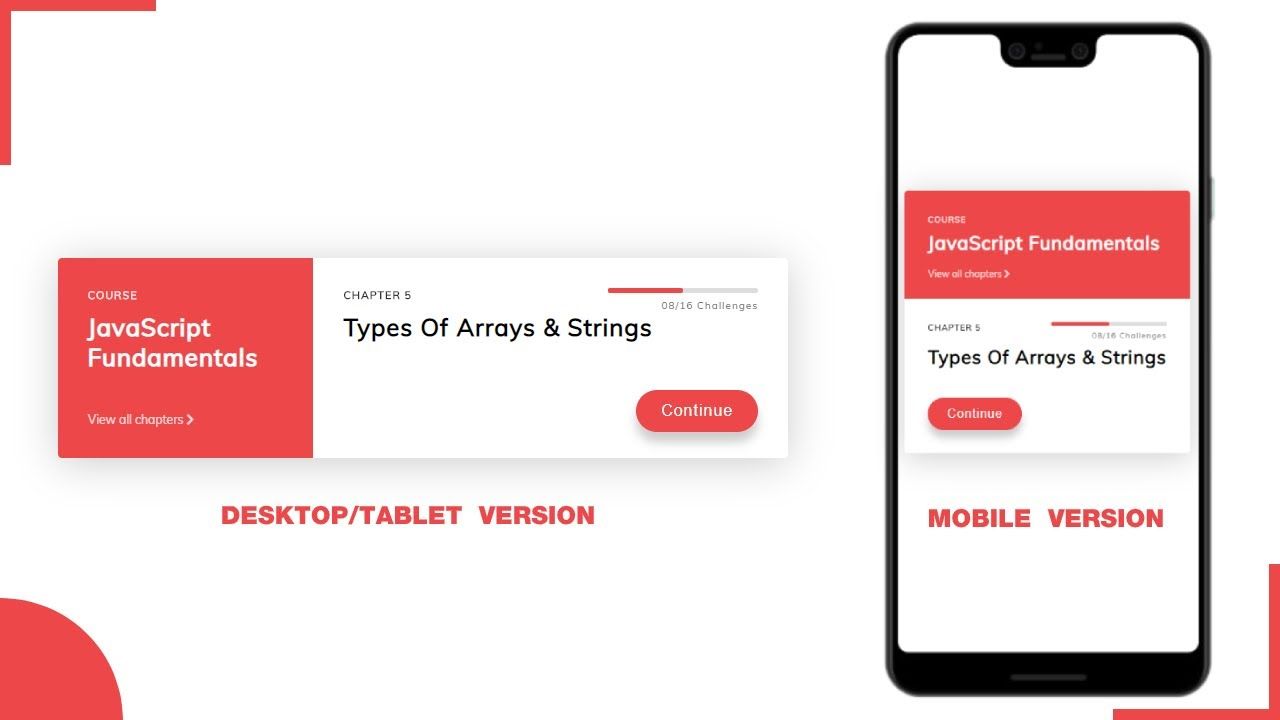 COURSE
JavaScript
Fundamentals
View all chapters
CHAPTER 5
08/16 Challenges
Types Of Arrays & Strings
Continue
DESKTOP/TABLET VERSION
COURSE
JavaScript Fundamentals
View all chapters
CHAPTER 5
08/16 Challenges
Types Of Arrays & Strings
Continue
MOBILE VERSION